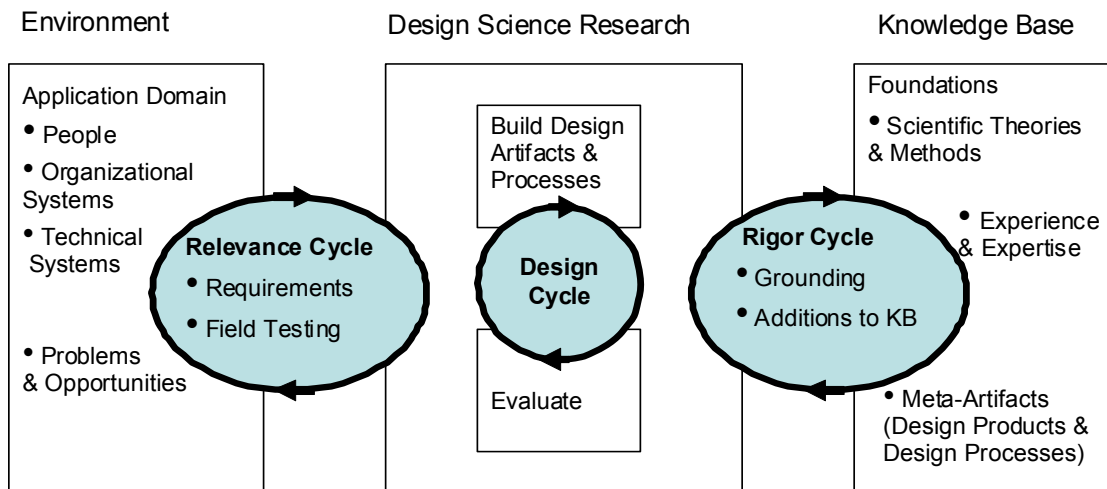 Environment
Design Science Research
Knowledge Base
Application Domain
• People
• Organizational
Systems
• Technical
Systems
• Problems
& Opportunities
Relevance Cycle
• Requirements
• Field Testing
Build Design
Artifacts &
Processes
Design
Cycle
Evaluate
Rigor Cycle
• Grounding
• Additions to KB
Foundations
• Scientific Theories
& Methods
• Experience
& Expertise
• Meta-Artifacts
(Design Products &
Design Processes)